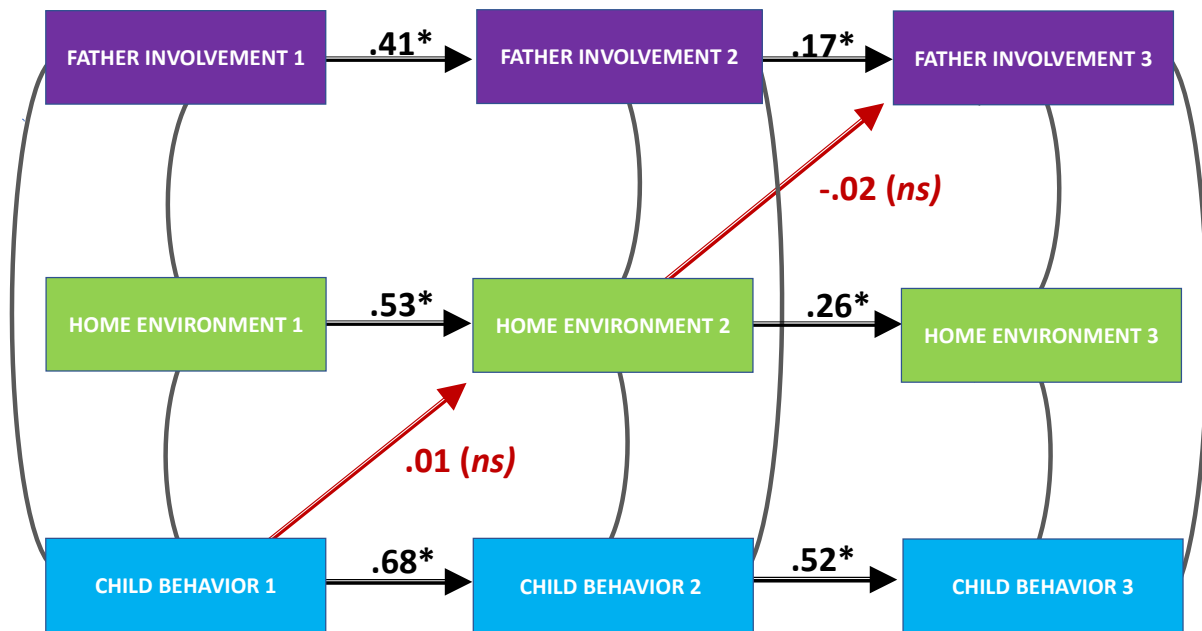 FATHER INVOLVEMENT 1
.41*
FATHER INVOLVEMENT 2
.17*
FATHER INVOLVEMENT 3
-.02 (ns)
HOME ENVIRONMENT 1
.53*
HOME ENVIRONMENT 2
.26*
HOME ENVIRONMENT 3
.01 (ns)
CHILD BEHAVIOR 1
.68*
CHILD BEHAVIOR 2
.52*
CHILD BEHAVIOR 3